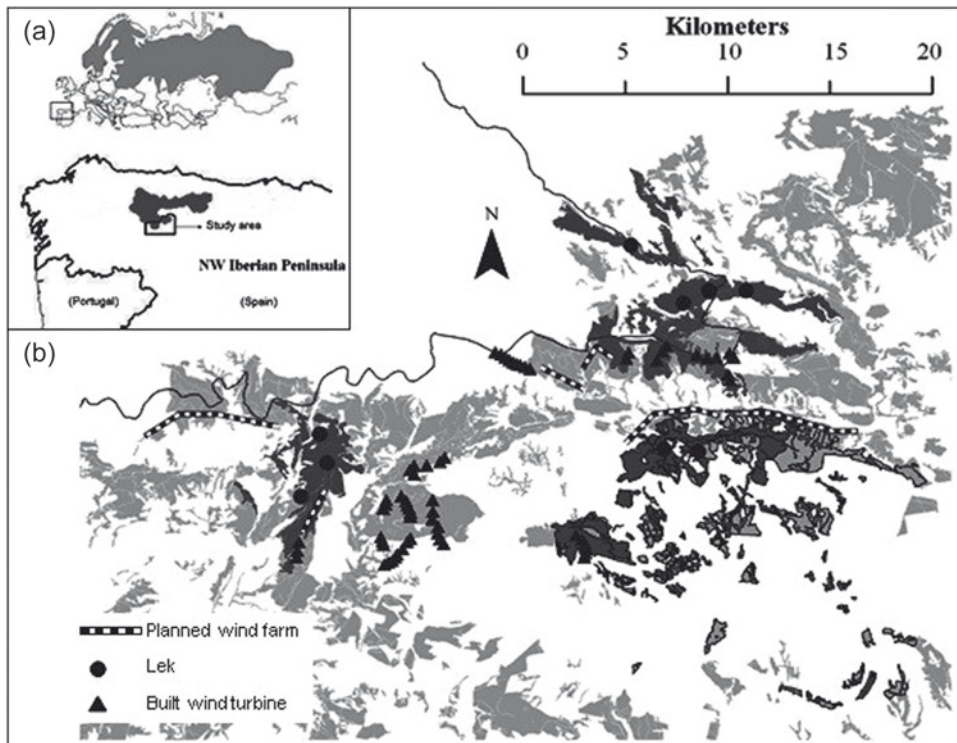 (a)
Kilometers
0 5 10 15 20
Study area
N
NW Iberian Peninsula
(Portugal)
(Spain)
(b)
Planned wind farm
Lek
Built wind turbine